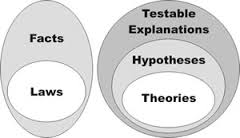 Facts
Laws
Testable
Explanations
Hypotheses
Theories